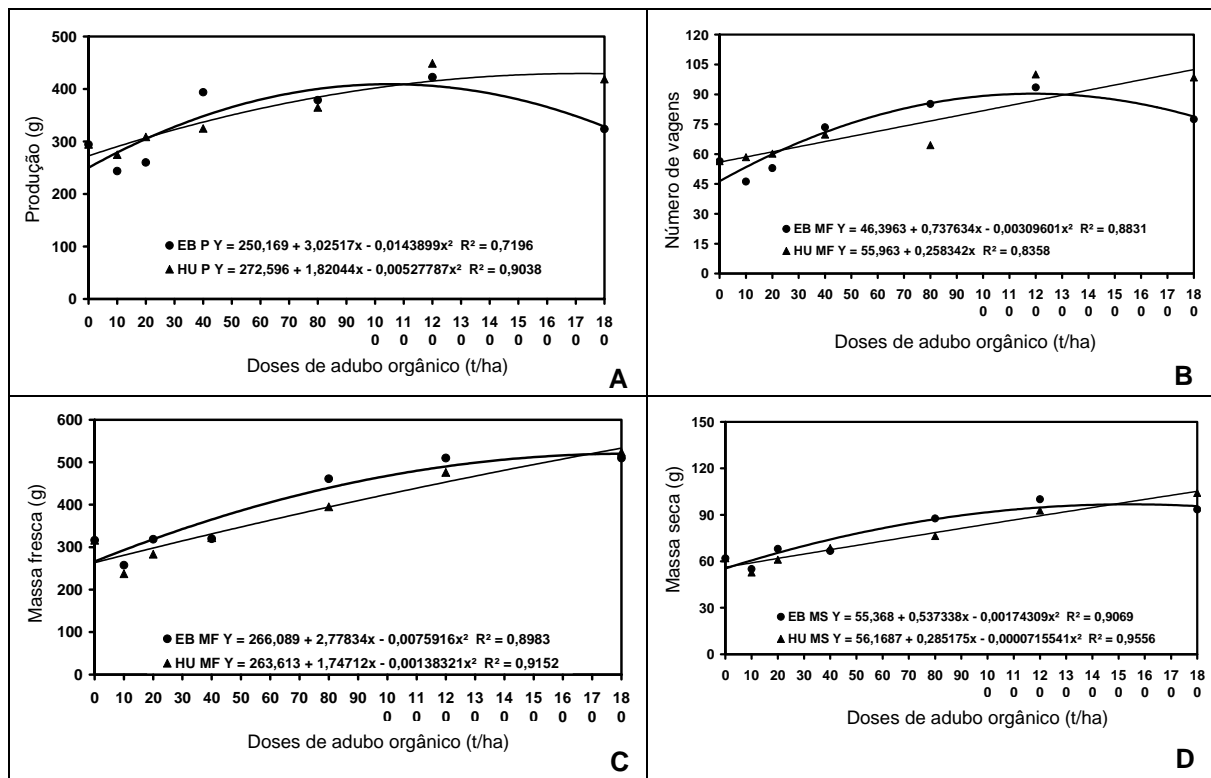 Produção (g)
500
400
300
200
100
0
● EB P Y = 250,169 + 3,02517x - 0,0143899x² R² = 0,7196
▲ HU P Y = 272,596 + 1,82044x - 0,00527787x² R² = 0,9038
0 10 20 30 40 50 60 70 80 90 10 11 12 13 14 15 16 17 18
0 0 0 0 0 0 0 0 0
Doses de adubo orgânico (t/ha)
A
Número de vagens
120
105
90
75
60
45
30
15
0
● EB MF Y = 46,3963 + 0,737634x - 0,00309601x² R² = 0,8831
▲ HU MF Y = 55,963 + 0,258342x R² = 0,8358
0 10 20 30 40 50 60 70 80 90 10 11 12 13 14 15 16 17 18
0 0 0 0 0 0 0 0 0
Doses de adubo orgânico (t/ha)
B
Massa fresca (g)
600
500
400
300
200
100
0
● EB MF Y = 266,089 + 2,77834x - 0,0075916x² R² = 0,8983
▲ HU MF Y = 263,613 + 1,74712x - 0,00138321x² R² = 0,9152
0 10 20 30 40 50 60 70 80 90 10 11 12 13 14 15 16 17 18
0 0 0 0 0 0 0 0 0
Doses de adubo orgânico (t/ha)
C
Massa seca (g)
150
120
90
60
30
0
● EB MS Y = 55,368 + 0,537338x - 0,00174309x² R² = 0,9069
▲ HU MS Y = 56,1687 + 0,285175x - 0,0000715541x² R² = 0,9556
0 10 20 30 40 50 60 70 80 90 10 11 12 13 14 15 16 17 18
0 0 0 0 0 0 0 0 0
Doses de adubo orgânico (t/ha)
D